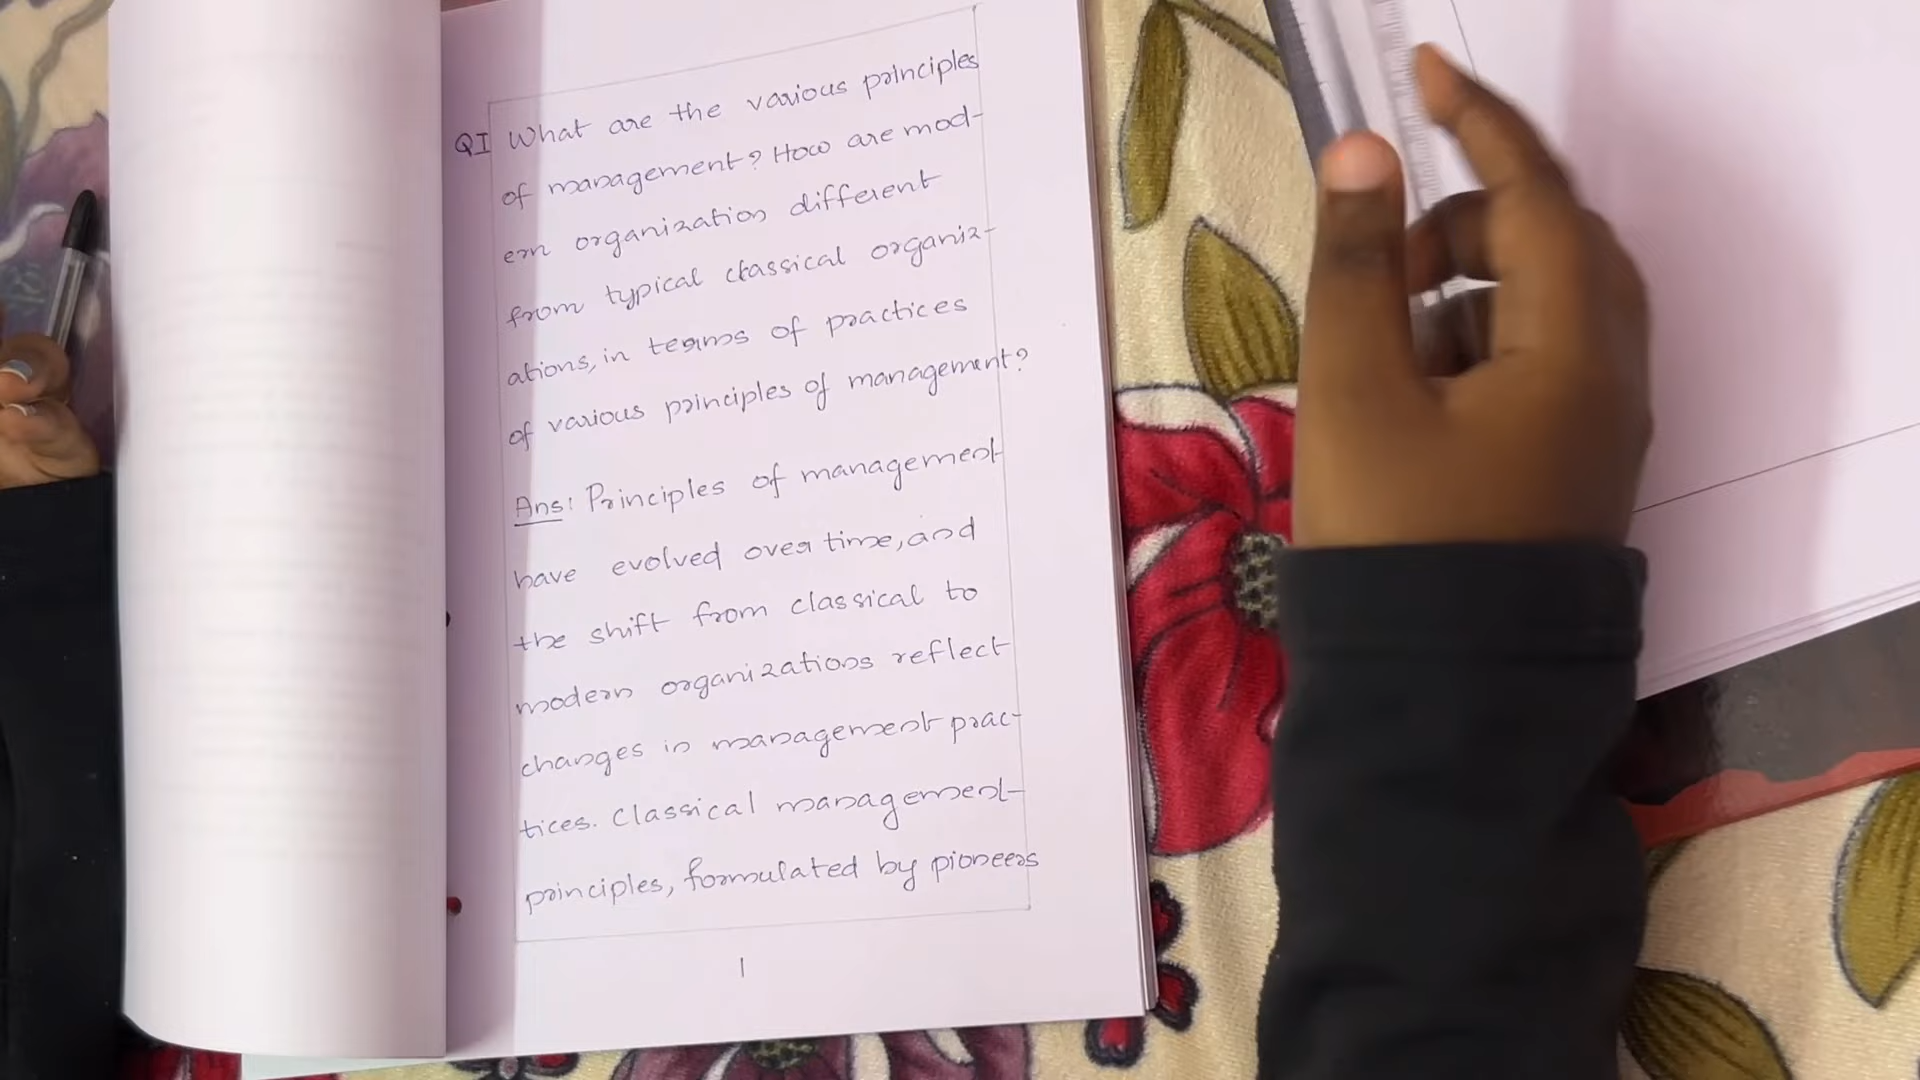 QI What are the various principles
of management? How are mod-
ern organization different
from typical classical organiz-
ations, in terms of practices
of various principles of management?
Ans: Principles of management
have evolved over time, and
the shift from classical to
modern organizations reflect
changes in management prac-
tices. Classical management
principles, formulated by pioneers
1